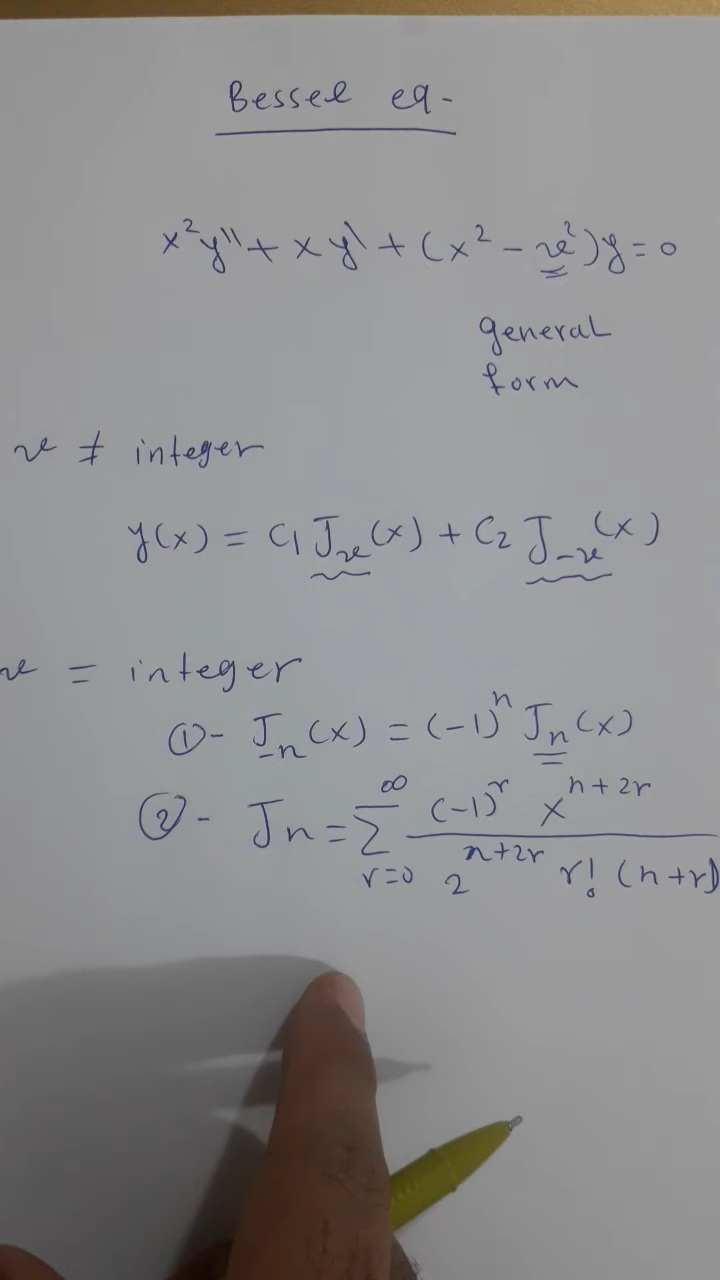 Bessel eq-
x²y'' + xy' + (x² - ν²)y = 0
general
form
ν ≠ integer
y(x) = C₁ J_ν(x) + C₂ J_-ν(x)
ν = integer
①- J_-n(x) = (-1)ⁿ J_n(x)
②- Jn = ∑_{r=0}^{∞} (-1)^r x^{n+2r} / 2^{n+2r} r! (n+r)